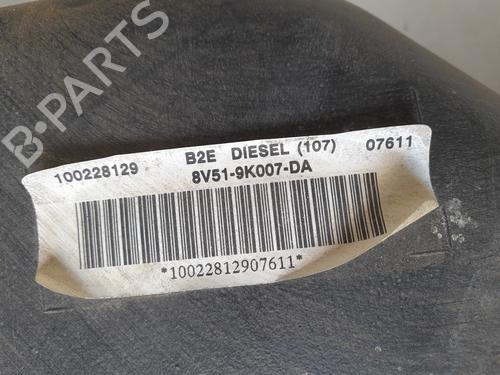 B-PARTS
100228129 B2E DIESEL (107) 07611
8V51-9K007-DA
*10022812907611*